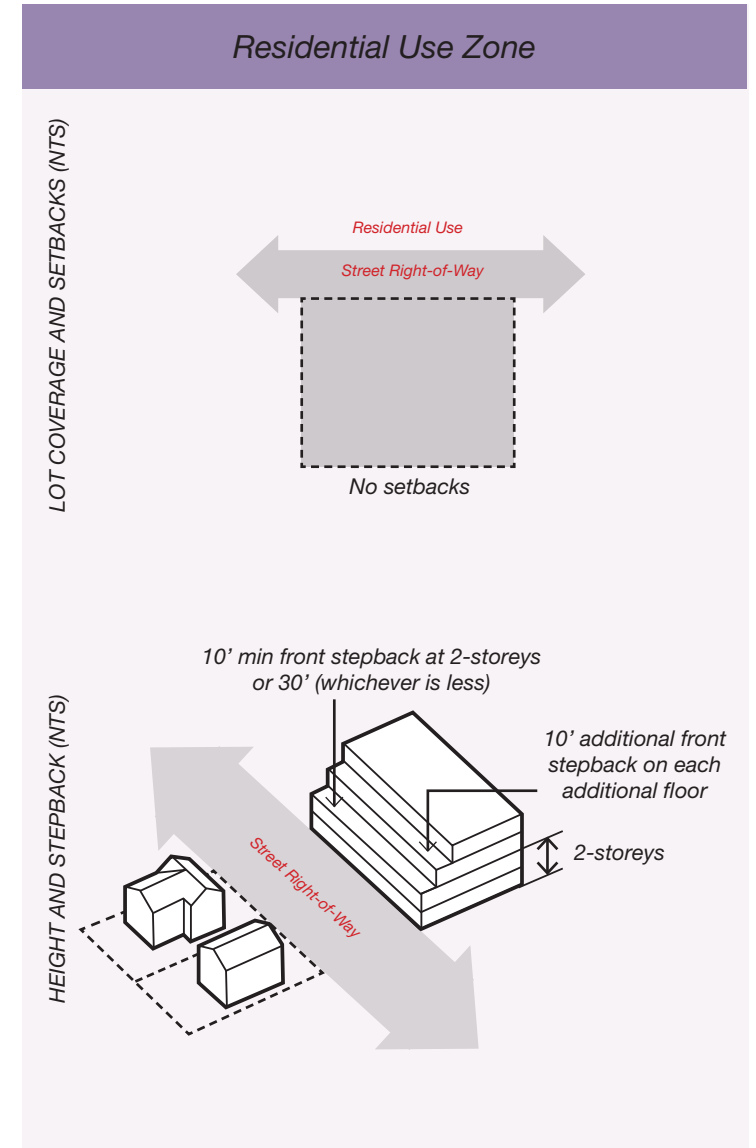 Residential Use Zone
LOT COVERAGE AND SETBACKS (NTS)
Residential Use
Street Right-of-Way
No setbacks
HEIGHT AND STEPBACK (NTS)
10’ min front stepback at 2-storeys
or 30’ (whichever is less)
10’ additional front
stepback on each
additional floor
2-storeys
Street Right-of-Way